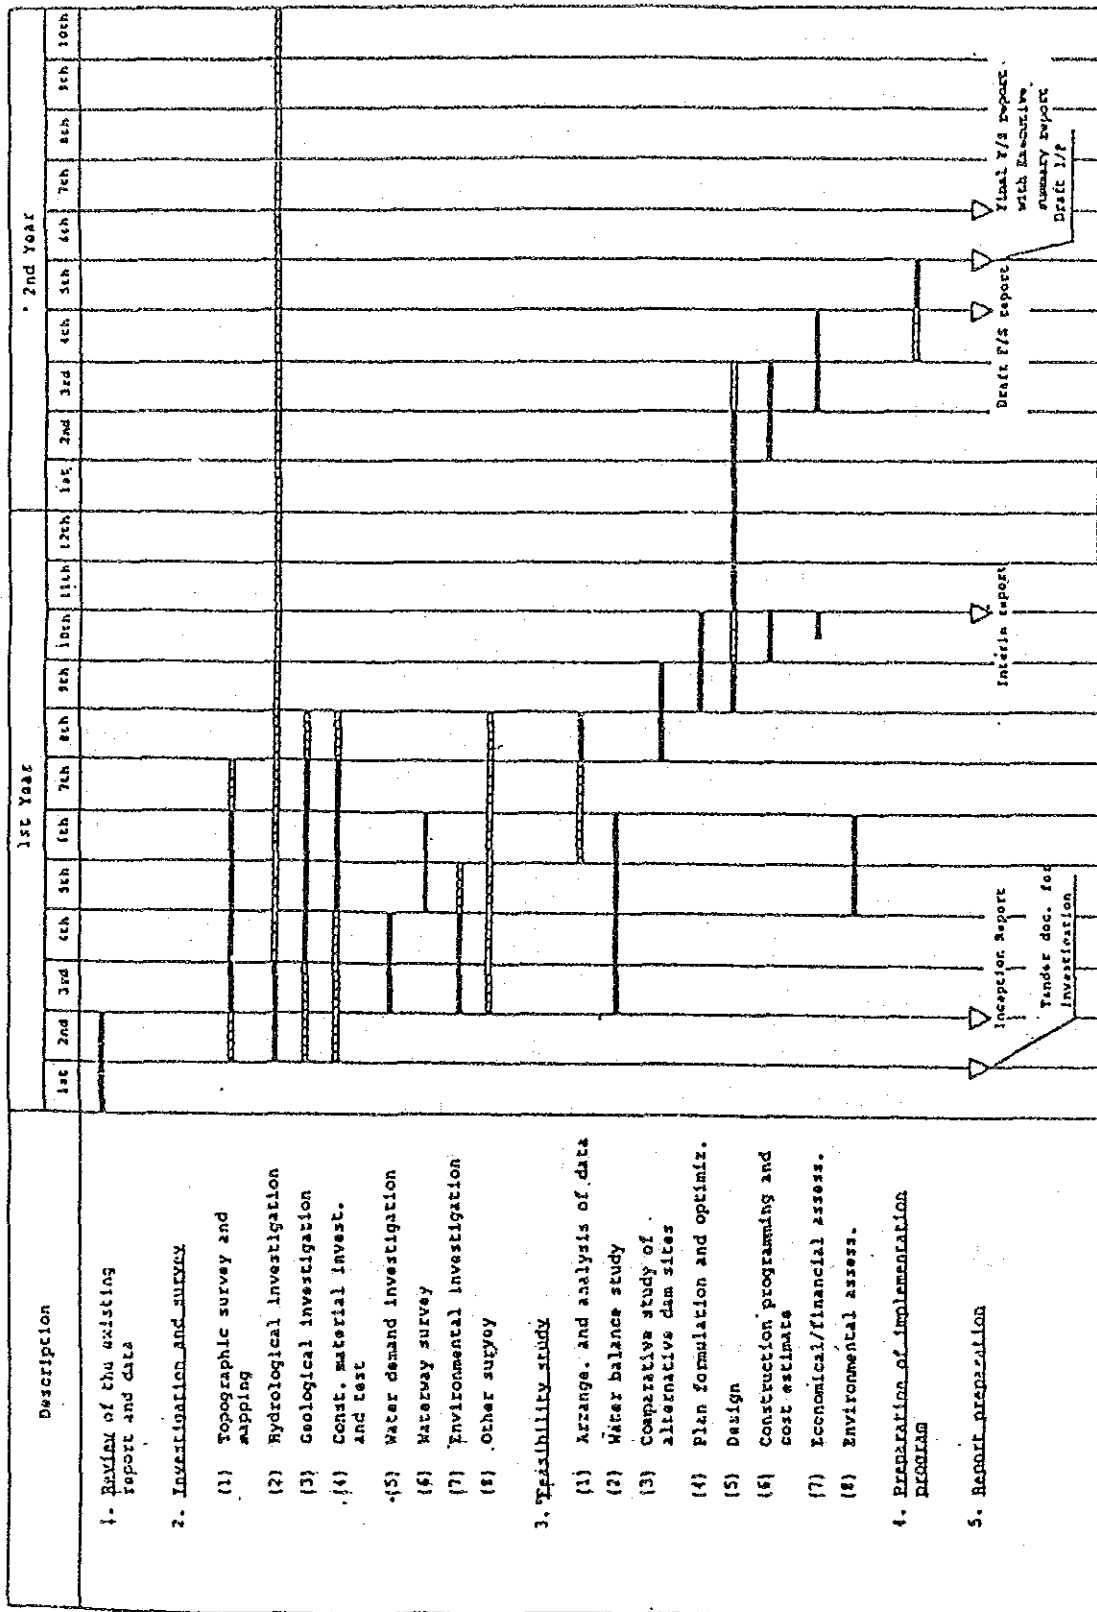 Description
1st Year
2nd Year
1st 2nd 3rd 4th 5th 6th 7th 8th 9th 10th 11th 12th 1st 2nd 3rd 4th 5th 6th 7th 8th 9th 10th
1. Review of the existing
report and data
2. Investigation and survey
(1) Topographic survey and
mapping
(2) Hydrological investigation
(3) Geological investigation
(4) Const. material invest.
and test
(5) Water demand investigation
(6) Waterway survey
(7) Environmental investigation
(8) Other survey
3. Feasibility study
(1) Arrange. and analysis of data
(2) Water balance study
(3) Comparative study of
alternative dam sites
(4) Plan formulation and optimiz.
(5) Design
(6) Construction programming and
cost estimate
(7) Economical/financial assess.
(8) Environmental assess.
4. Preparation of implementation
program
5. Report preparation
Inception Report
Tender doc. for
investigation
Interim report
Draft F/S report
Final F/S report
with Executive
summary report
Draft I/P